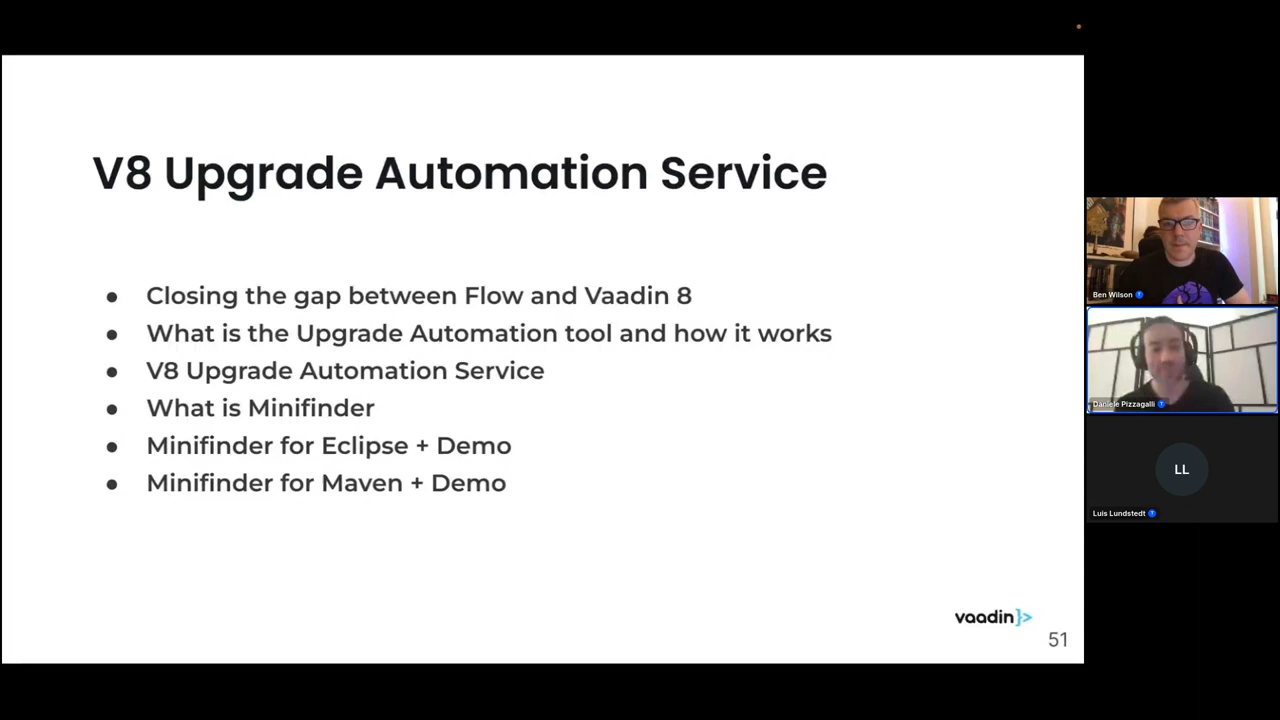 V8 Upgrade Automation Service
● Closing the gap between Flow and Vaadin 8
● What is the Upgrade Automation tool and how it works
● V8 Upgrade Automation Service
● What is Minifinder
● Minifinder for Eclipse + Demo
● Minifinder for Maven + Demo
vaadin}>
51
Ben Wilson
Daniele Pizzagalli
LL
Luis Lundstedt